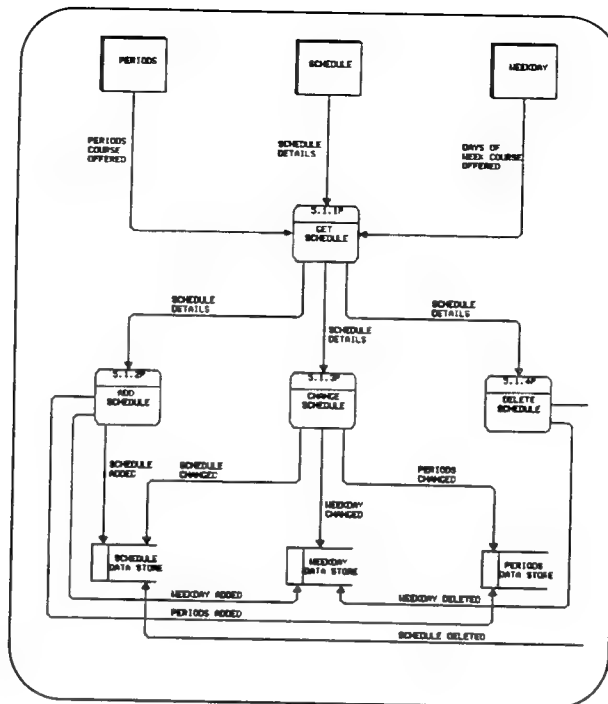 PERIODS
SCHEDULE
WEEKDAY
PERIODS
COURSE
OFFERED
SCHEDULE
DETAILS
DAYS OF
WEEK COURSE
OFFERED
5.1.1P
GET
SCHEDULE
SCHEDULE
DETAILS
SCHEDULE
DETAILS
SCHEDULE
DETAILS
5.1.2P
ADD
SCHEDULE
5.1.3P
CHANGE
SCHEDULE
5.1.4P
DELETE
SCHEDULE
SCHEDULE
ADDED
SCHEDULE
CHANGED
WEEKDAY
CHANGED
PERIODS
CHANGED
SCHEDULE
DATA STORE
WEEKDAY
DATA STORE
PERIODS
DATA STORE
WEEKDAY ADDED
WEEKDAY DELETED
PERIODS ADDED
SCHEDULE DELETED